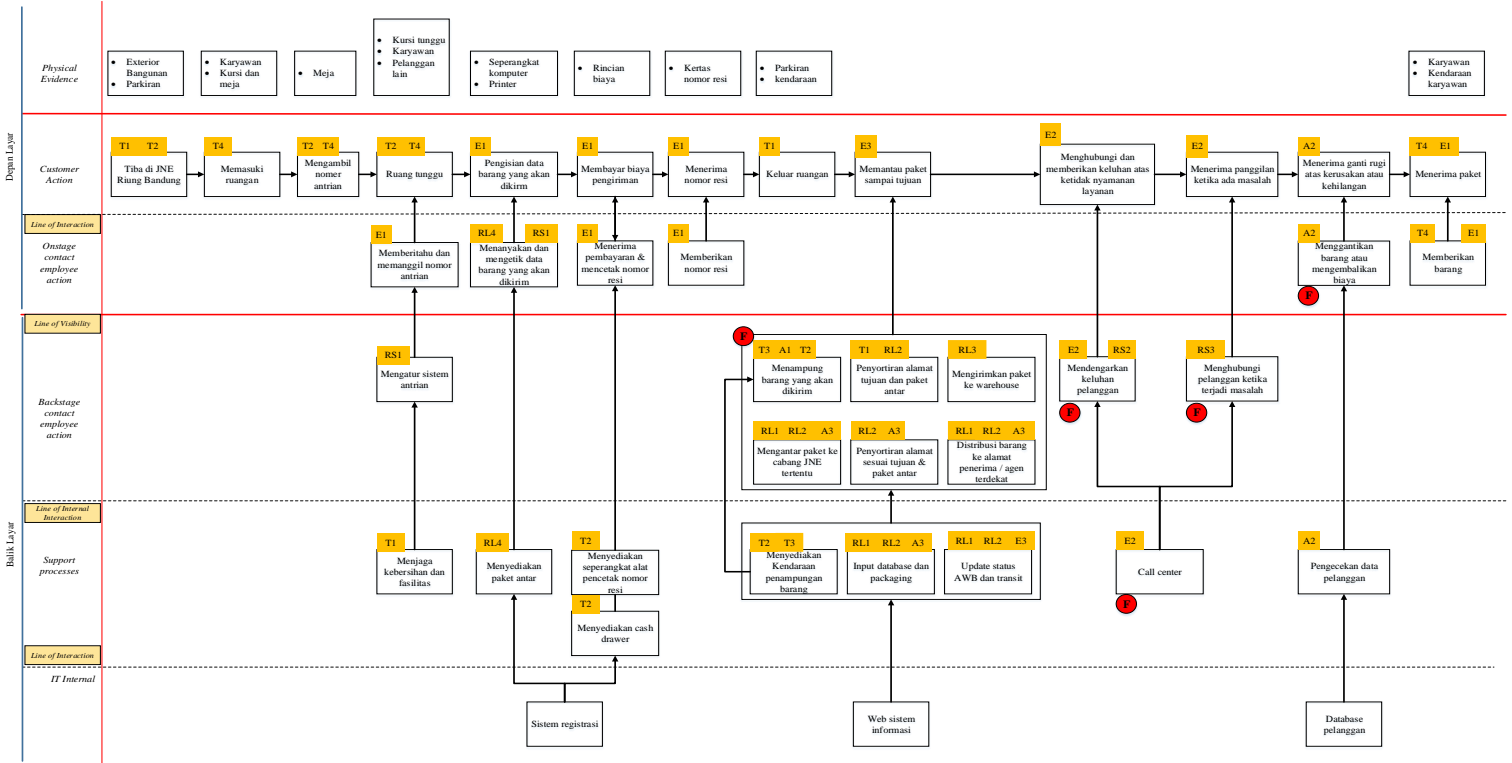 Depan Layar
Balik Layar
Physical
Evidence
• Exterior
Bangunan
• Parkiran
• Karyawan
• Kursi dan
meja
• Meja
• Kursi tunggu
• Karyawan
• Pelanggan
lain
• Seperangkat
komputer
• Printer
• Rincian
biaya
• Kertas
nomor resi
• Parkiran
• kendaraan
• Karyawan
• Kendaraan
karyawan
Customer
Action
T1 T2
Tiba di JNE
Riung Bandung
T4
Memasuki
ruangan
T2 T4
Mengambil
nomer
antrian
T2 T4
Ruang tunggu
E1
Pengisian data
barang yang akan
dikirm
E1
Membayar biaya
pengiriman
E1
Menerima
nomor resi
T1
Keluar ruangan
E3
Memantau paket
sampai tujuan
E2
Menghubungi dan
memberikan keluhan atas
ketidak nyamanan
layanan
E2
Menerima panggilan
ketika ada masalah
A2
Menerima ganti rugi
atas kerusakan atau
kehilangan
T4 E1
Menerima paket
Line of Interaction
Onstage
contact
employee
action
E1
Memberitahu dan
memanggil nomor
antrian
RL4 RS1
Menanyakan dan
mengetik data
barang yang akan
dikirim
E1
Menerima
pembayaran &
mencetak nomor
resi
E1
Memberikan
nomor resi
A2
Menggantikan
barang atau
mengembalikan
biaya
F
T4 E1
Memberikan
barang
Line of Visibility
Backstage
contact
employee
action
RS1
Mengatur sistem
antrian
F
T3 A1 T2
Menampung
barang yang akan
dikirim
T1 RL2
Penyortiran alamat
tujuan dan paket
antar
RL3
Mengirimkan paket
ke warehouse
RL1 RL2 A3
Mengantar paket ke
cabang JNE
tertentu
RL2 A3
Penyortiran alamat
sesuai tujuan &
paket antar
RL1 RL2 A3
Distribusi barang
ke alamat
penerima / agen
terdekat
E2 RS2
Mendengarkan
keluhan
pelanggan
F
RS3
Menghubungi
pelanggan ketika
terjadi masalah
F
Line of Internal
Interaction
Support
processes
T1
Menjaga
kebersihan dan
fasilitas
RL4
Menyediakan
paket antar
T2
Menyediakan
seperangkat alat
pencetak nomor
resi
T2
Menyediakan cash
drawer
T2 T3
Menyediakan
Kendaraan
penampungan
barang
RL1 RL2 A3
Input database dan
packaging
RL1 RL2 E3
Update status
AWB dan transit
E2
Call center
F
A2
Pengecekan data
pelanggan
Line of Interaction
IT Internal
Sistem registrasi
Web sistem
informasi
Database
pelanggan